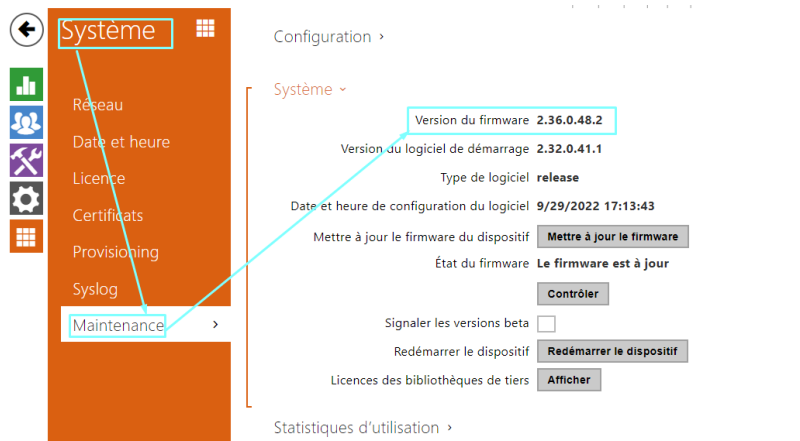 Système
Réseau
Date et heure
Licence
Certificats
Provisioning
Syslog
Maintenance
Configuration
Système
Version du firmware 2.36.0.48.2
Version du logiciel de démarrage 2.32.0.41.1
Type de logiciel release
Date et heure de configuration du logiciel 9/29/2022 17:13:43
Mettre à jour le firmware du dispositif Mettre à jour le firmware
État du firmware Le firmware est à jour
Contrôler
Signaler les versions beta
Redémarrer le dispositif Redémarrer le dispositif
Licences des bibliothèques de tiers Afficher
Statistiques d’utilisation